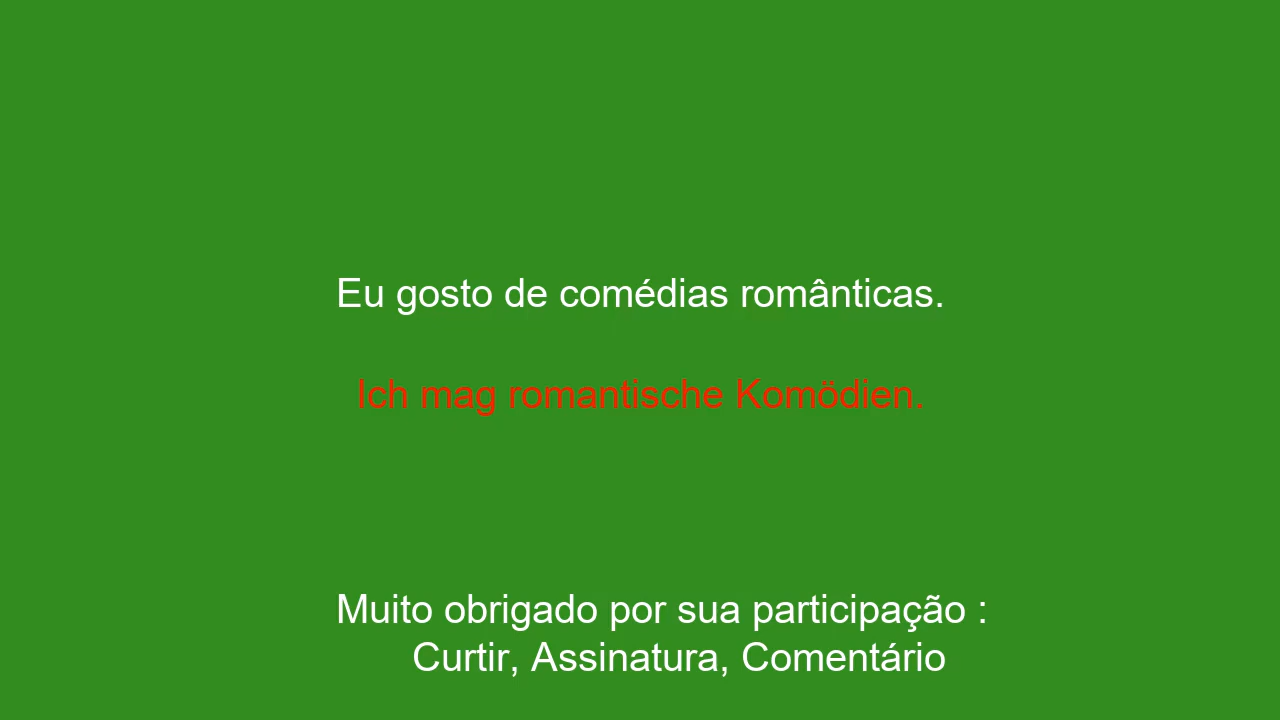 Eu gosto de comédias românticas.
Ich mag romantische Komödien.
Muito obrigado por sua participação :
Curtir, Assinatura, Comentário